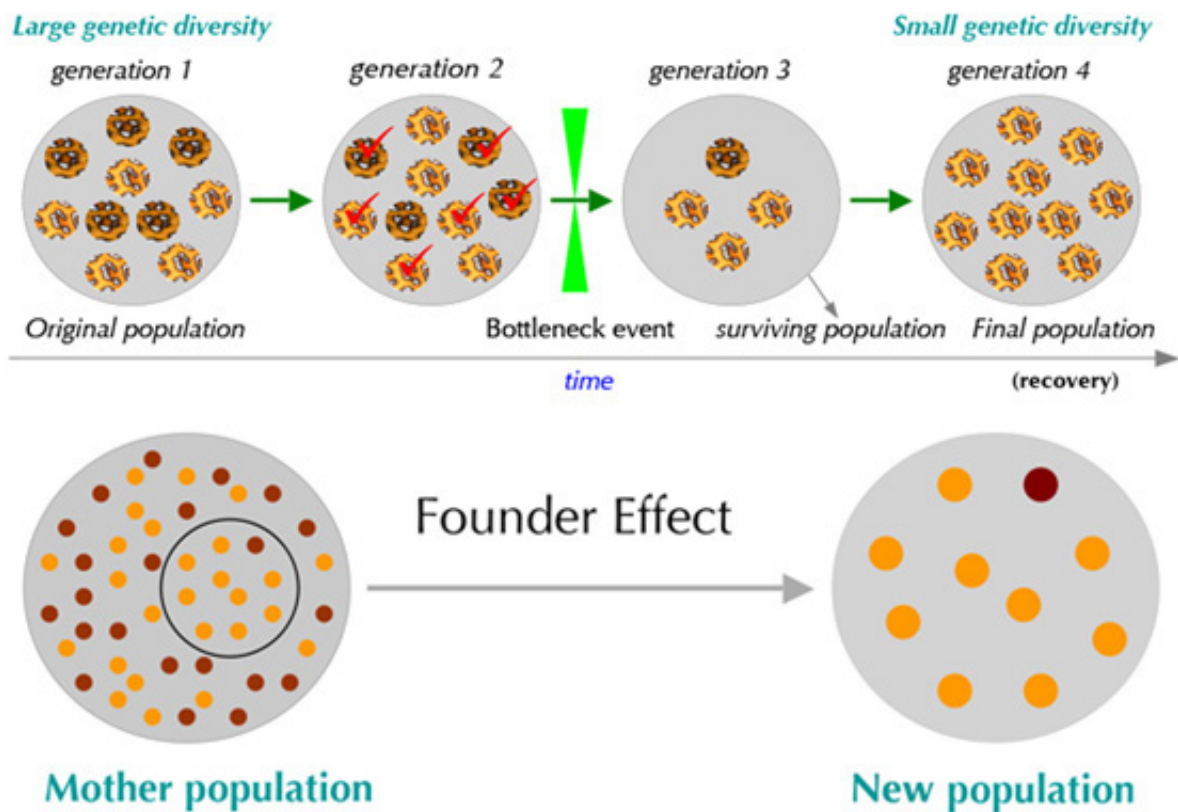 Large genetic diversity
Small genetic diversity
generation 1
generation 2
generation 3
generation 4
Original population
Bottleneck event
surviving population
Final population
time
(recovery)
Founder Effect
Mother population
New population